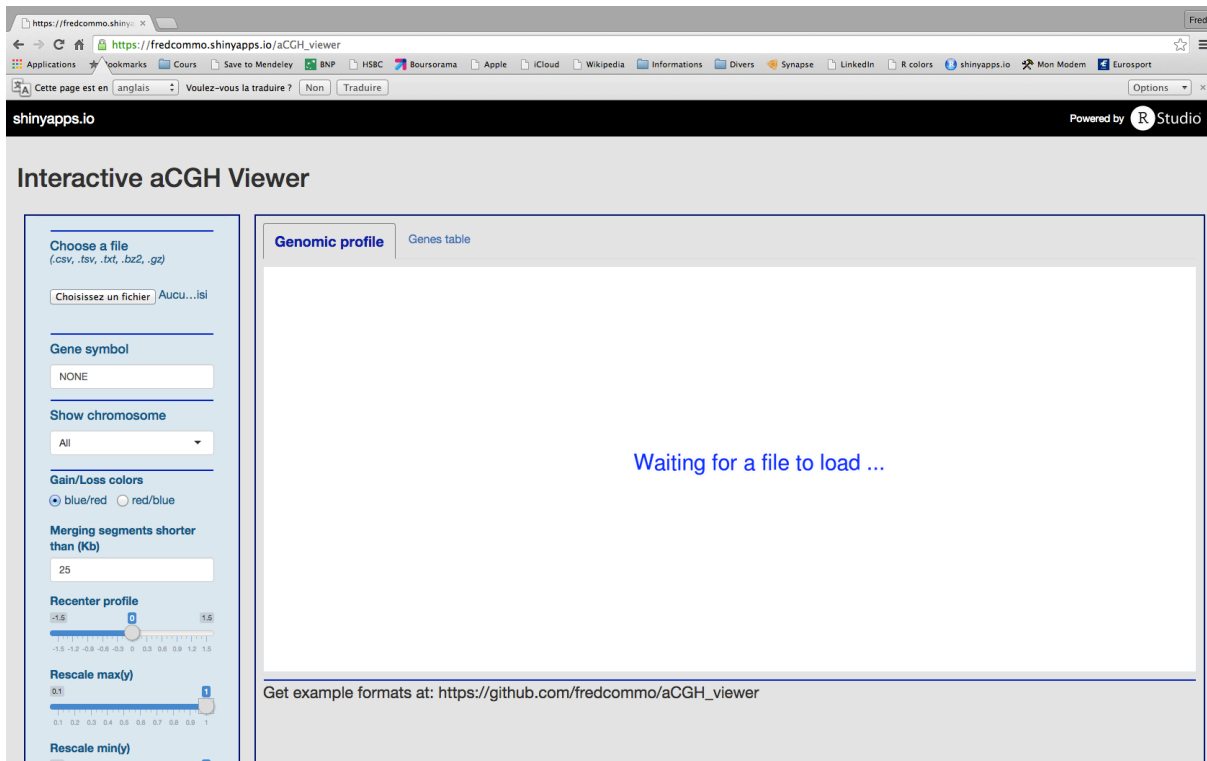 https://fredcommo.shinya
Fred
https://fredcommo.shinyapps.io/aCGH_viewer
Applications Bookmarks Cours Save to Mendeley BNP HSBC Boursorama Apple iCloud Wikipedia Informations Divers Synapse LinkedIn R colors shinyapps.io Mon Modem Eurosport
Cette page est en anglais Voulez-vous la traduire ? Non Traduire Options
shinyapps.io Powered by R Studio
Interactive aCGH Viewer
Choose a file
(.csv, .tsv, .txt, .bz2, .gz)
Choisissez un fichier Aucu…isi
Gene symbol
NONE
Show chromosome
All
Gain/Loss colors
blue/red red/blue
Merging segments shorter
than (Kb)
25
Recenter profile
-1.5 0 1.5
-1.5 -1.2 -0.9 -0.6 -0.3 0 0.3 0.6 0.9 1.2 1.5
Rescale max(y)
0.1 1
0.1 0.2 0.3 0.4 0.5 0.6 0.7 0.8 0.9 1
Rescale min(y)
Genomic profile Genes table
Waiting for a file to load ...
Get example formats at: https://github.com/fredcommo/aCGH_viewer